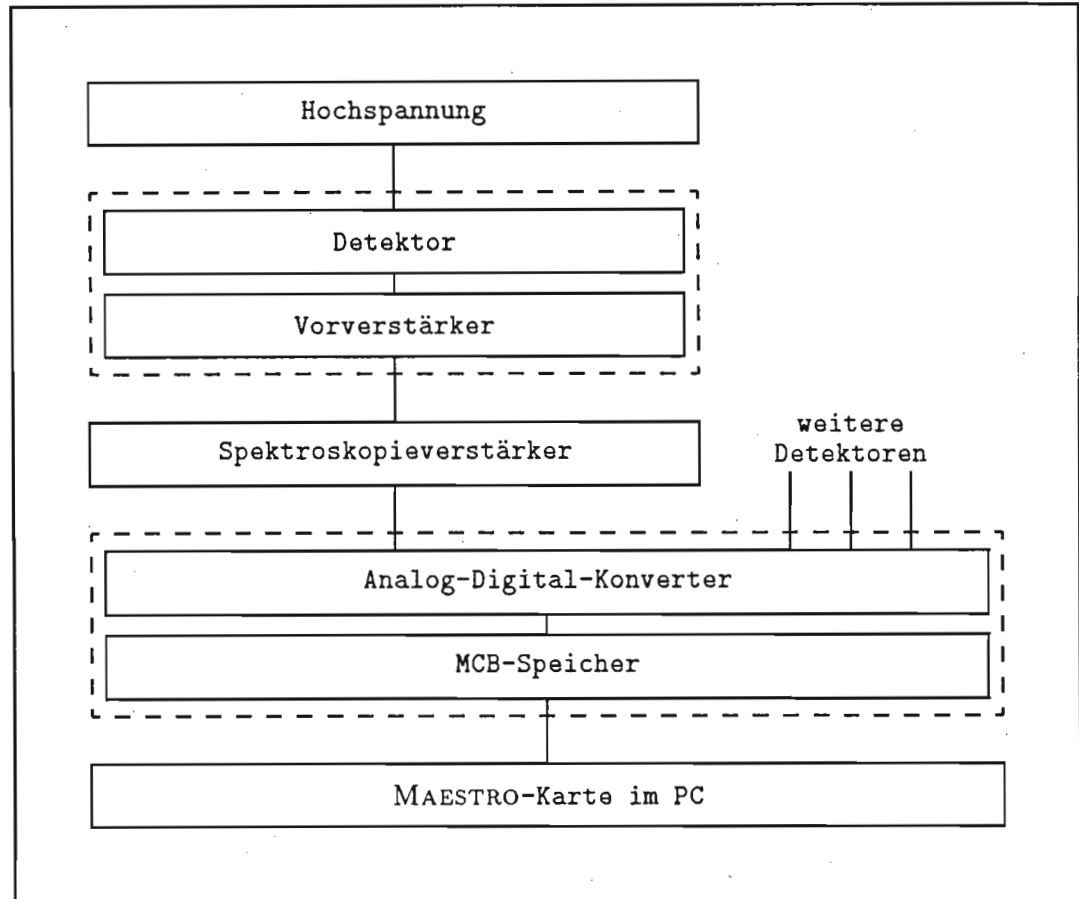 Hochspannung
Detektor
Vorverstärker
Spektroskopieverstärker
weitere
Detektoren
Analog-Digital-Konverter
MCB-Speicher
MAESTRO-Karte im PC